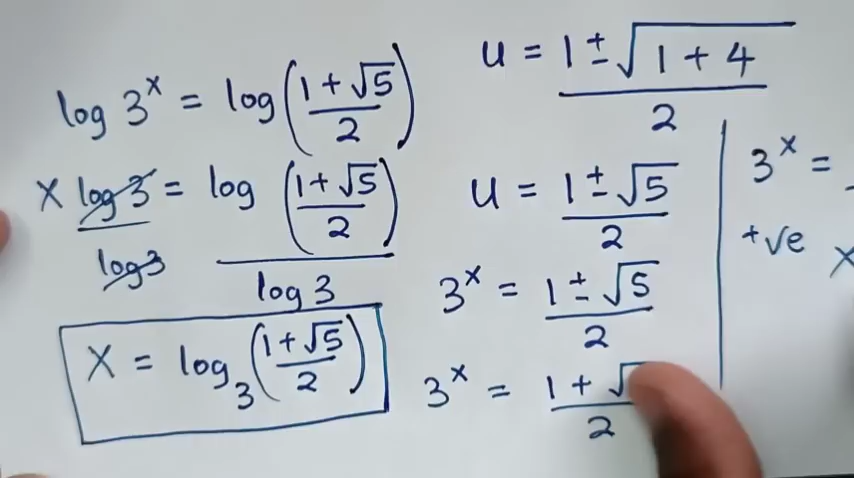 log 3^x = log((1 + √5)/2)
x log 3 = log((1 + √5)/2)
log 3   log 3
x = log_3((1 + √5)/2)
u = (1 ± √(1 + 4))/2
u = (1 ± √5)/2
3^x = (1 ± √5)/2
3^x = (1 + √)/2
3^x =
+ve x